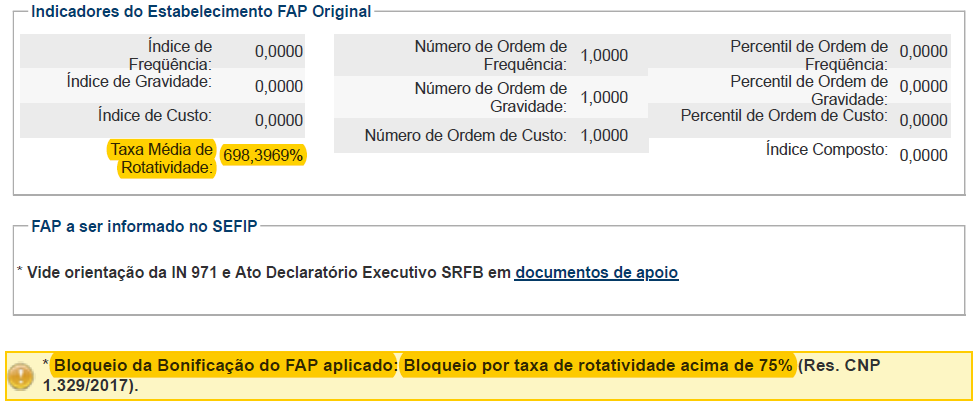 Indicadores do Estabelecimento FAP Original
Índice de
Freqüência:
0,0000
Índice de Gravidade:
0,0000
Índice de Custo:
0,0000
Taxa Média de
Rotatividade:
698,3969%
Número de Ordem de
Frequência:
1,0000
Número de Ordem de
Gravidade:
1,0000
Número de Ordem de Custo:
1,0000
Percentil de Ordem de
Freqüência:
0,0000
Percentil de Ordem de
Gravidade:
0,0000
Percentil de Ordem de Custo:
0,0000
Índice Composto:
0,0000
FAP a ser informado no SEFIP
* Vide orientação da IN 971 e Ato Declaratório Executivo SRFB em documentos de apoio
* Bloqueio da Bonificação do FAP aplicado: Bloqueio por taxa de rotatividade acima de 75% (Res. CNP
1.329/2017).